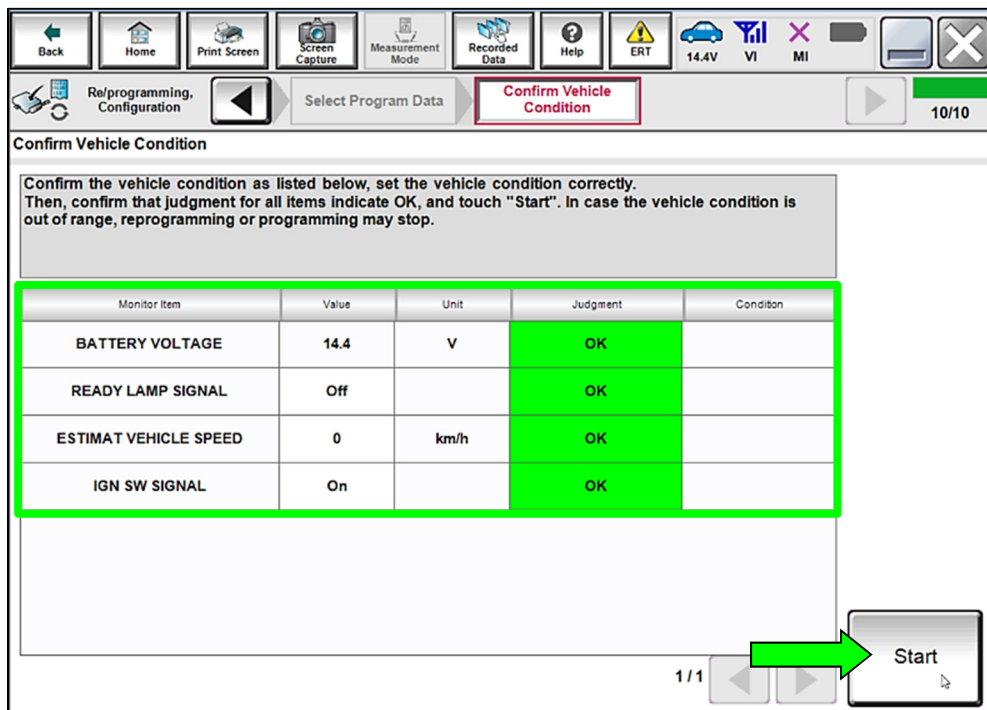 Back
Home
Print Screen
Screen
Capture
Measurement
Mode
Recorded
Data
Help
ERT
14.4V
VI
MI
Re/programming,
Configuration
Select Program Data
Confirm Vehicle
Condition
10/10
Confirm Vehicle Condition
Confirm the vehicle condition as listed below, set the vehicle condition correctly.
Then, confirm that judgment for all items indicate OK, and touch "Start". In case the vehicle condition is
out of range, reprogramming or programming may stop.
Monitor Item Value Unit Judgment Condition
BATTERY VOLTAGE 14.4 V OK
READY LAMP SIGNAL Off OK
ESTIMAT VEHICLE SPEED 0 km/h OK
IGN SW SIGNAL On OK
Start
1/1